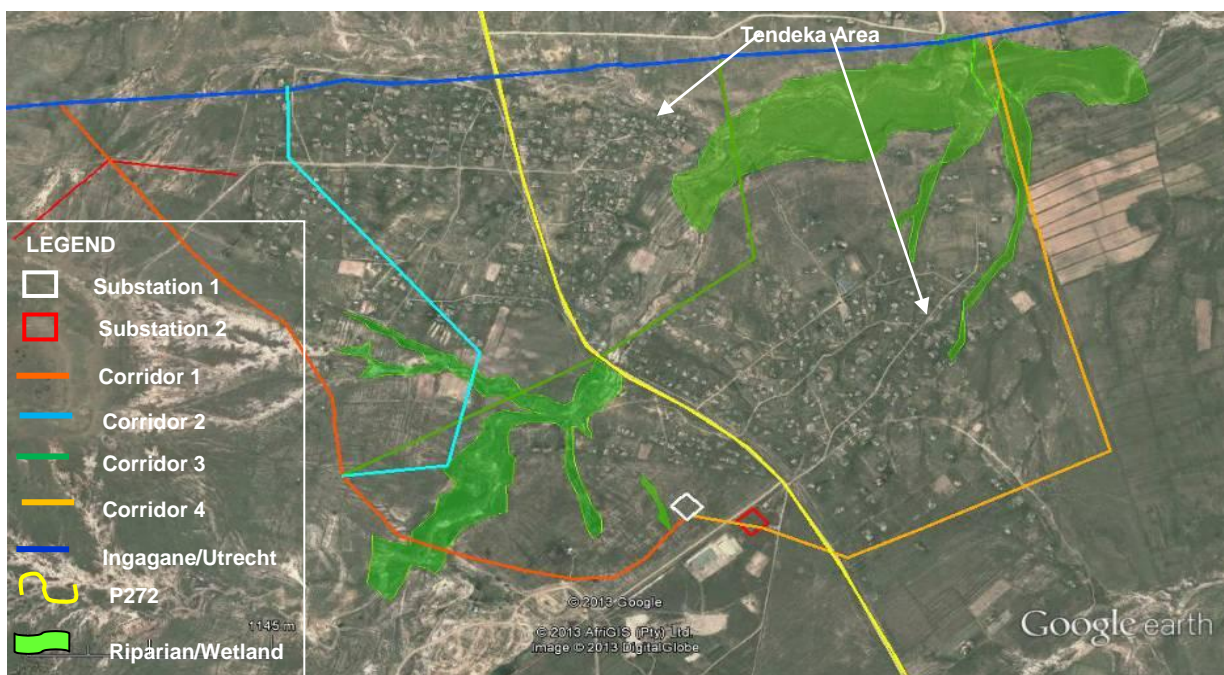 Tendeka Area
LEGEND
Substation 1
Substation 2
Corridor 1
Corridor 2
Corridor 3
Corridor 4
Ingagane/Utrecht
P272
1145 m
Riparian/Wetland
© 2013 Google
© 2013 AfriGIS (Pty) Ltd.
Image © 2013 DigitalGlobe
Google earth